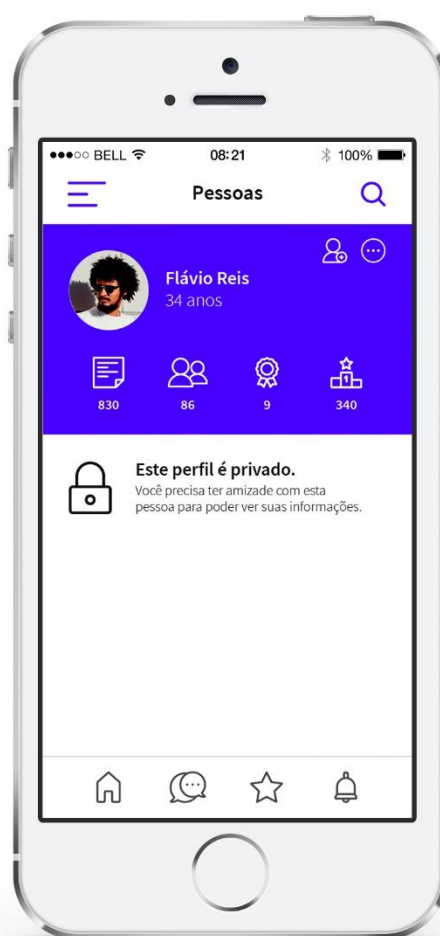 BELL 08:21 100%
Pessoas
Flávio Reis
34 anos
1
830 86 9 340
Este perfil é privado.
Você precisa ter amizade com esta
pessoa para poder ver suas informações.